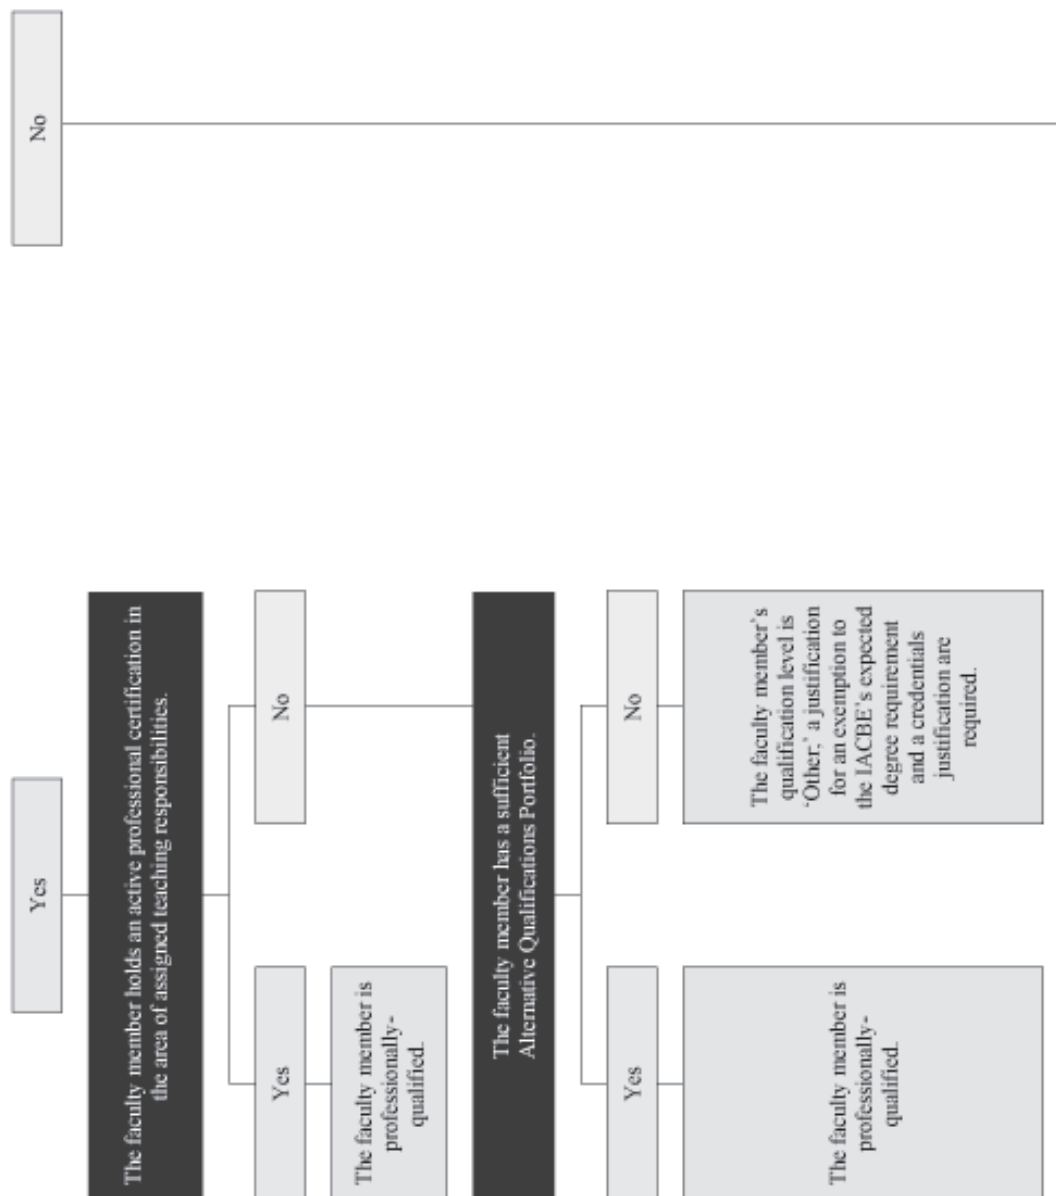 Yes
No
The faculty member holds an active professional certification in
the area of assigned teaching responsibilities.
Yes
No
The faculty member is
professionally-
qualified.
The faculty member has a sufficient
Alternative Qualifications Portfolio.
Yes
No
The faculty member is
professionally-
qualified.
The faculty member's
qualification level is
'Other;' a justification
for an exemption to
the IACBE's expected
degree requirement
and a credentials
justification are
required.